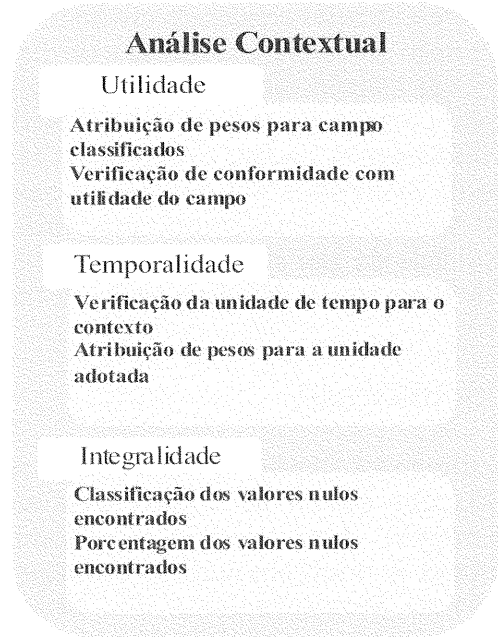 Análise Contextual
Utilidade
Atribuição de pesos para campo
classificados
Verificação de conformidade com
utilidade do campo
Temporalidade
Verificação da unidade de tempo para o
contexto
Atribuição de pesos para a unidade
adotada
Integralidade
Classificação dos valores nulos
encontrados
Porcentagem dos valores nulos
encontrados